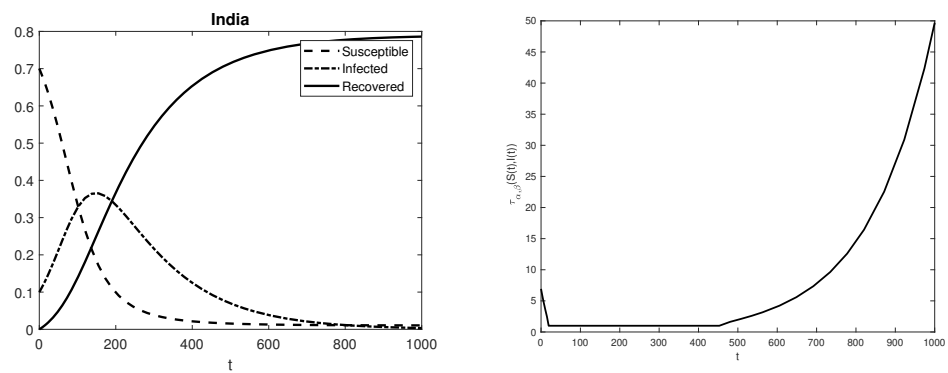 India
0.8
0.7
0.6
0.5
0.4
0.3
0.2
0.1
0
Susceptible
Infected
Recovered
0 200 400 600 800 1000
t
50
45
40
35
30
25
20
15
10
5
0
τα,β(S(t),I(t))
0 100 200 300 400 500 600 700 800 900 1000
t